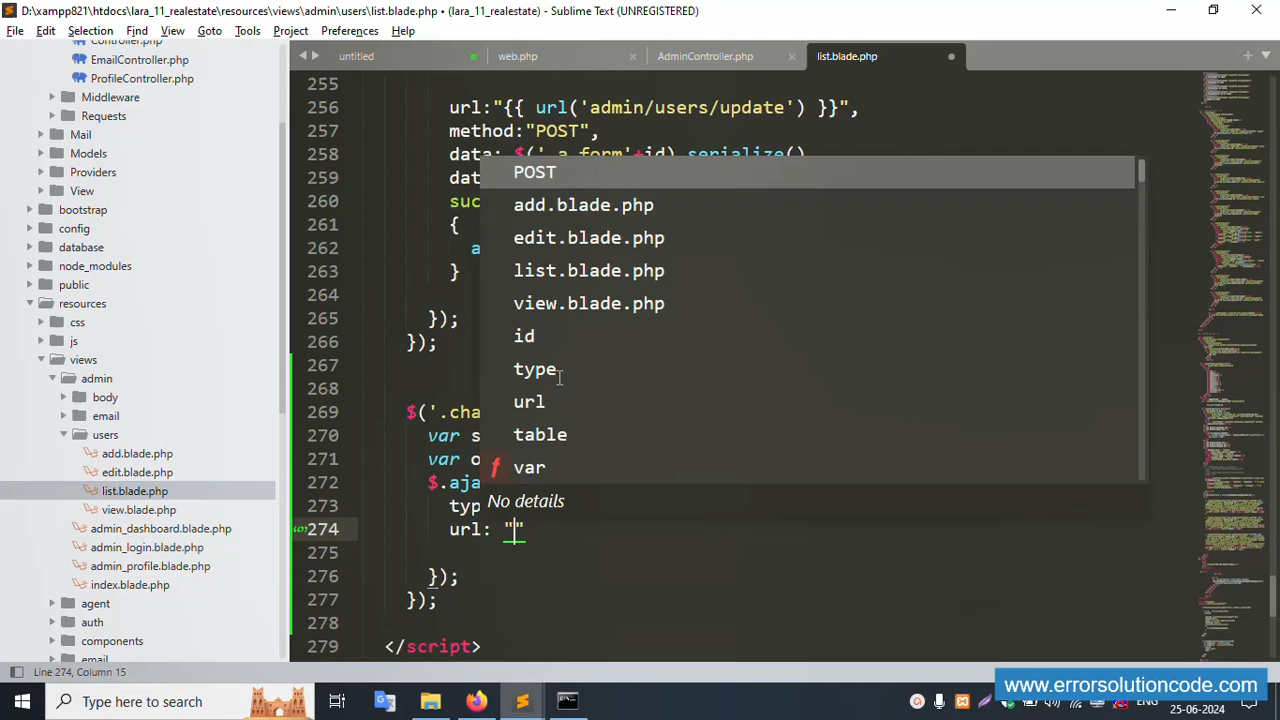 D:\xampp821\htdocs\lara_11_realestate\resources\views\admin\users\list.blade.php • (lara_11_realestate) - Sublime Text (UNREGISTERED)
File Edit Selection Find View Goto Tools Project Preferences Help
untitled web.php AdminController.php list.blade.php
ControllerController.php
EmailController.php
ProfileController.php
Middleware
Requests
Mail
Models
Providers
View
bootstrap
config
database
node_modules
public
resources
css
js
views
admin
body
email
users
add.blade.php
edit.blade.php
list.blade.php
view.blade.php
admin_dashboard.blade.php
admin_login.blade.php
admin_profile.blade.php
index.blade.php
agent
auth
components
email
255
256 url:"{{ url('admin/users/update') }}",
257 method:"POST",
258 data: $('.a_form'+id).serialize(),
259 dat
260 suc
261 {
262 a
263 }
264
265 });
266 });
267
268
269 $('.cha
270 var s
271 var o
272 $.aja
273 typ
274 url: ""
275
276 });
277 });
278
279 </script>
POST
add.blade.php
edit.blade.php
list.blade.php
view.blade.php
id
type
url
table
f var
No details
Line 274, Column 15
www.errorsolutioncode.com
Type here to search
ENG
25-06-2024